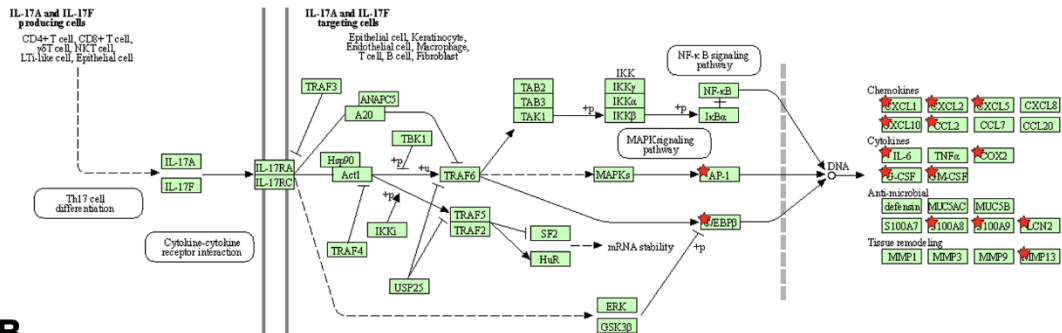 IL-17A and IL-17F
producing cells
CD4+ T cell, CD8+ T cell,
γδT cell, NKT cell,
LTi-like cell, Epithelial cell
IL-17A and IL-17F
targeting cells
Epithelial cell, Keratinocyte,
Endothelial cell, Macrophage,
T cell, B cell, Fibroblast
NF-κB signaling
pathway
TRAF3
ANAPC5
A20
TBK1
TAB2
TAB3
TAK1
+p
IKK
IKKγ
IKKα
IKKβ
+p
NF-κB
IκBα
MAPK signaling
pathway
IL-17A
IL-17F
IL-17RA
IL-17RC
Hsp90
Act1
+p
+u
TRAF6
MAPKs
AP-1
DNA
Th17 cell
differentiation
Cytokine-cytokine
receptor interaction
+p
IKKi
TRAF4
TRAF5
TRAF2
USP25
SF2
HuR
mRNA stability
C/EBPβ
+p
ERK
GSK3β
Chemokines
CXCL1 CXCL2 CXCL5 CXCL8
CXCL10 CCL2 CCL7 CCL20
Cytokines
IL-6 TNFα COX2
G-CSF GM-CSF
Anti-microbial
defensin MUC5AC MUC5B
S100A7 S100A8 S100A9 LCN2
Tissue remodeling
MMP1 MMP3 MMP9 MMP13